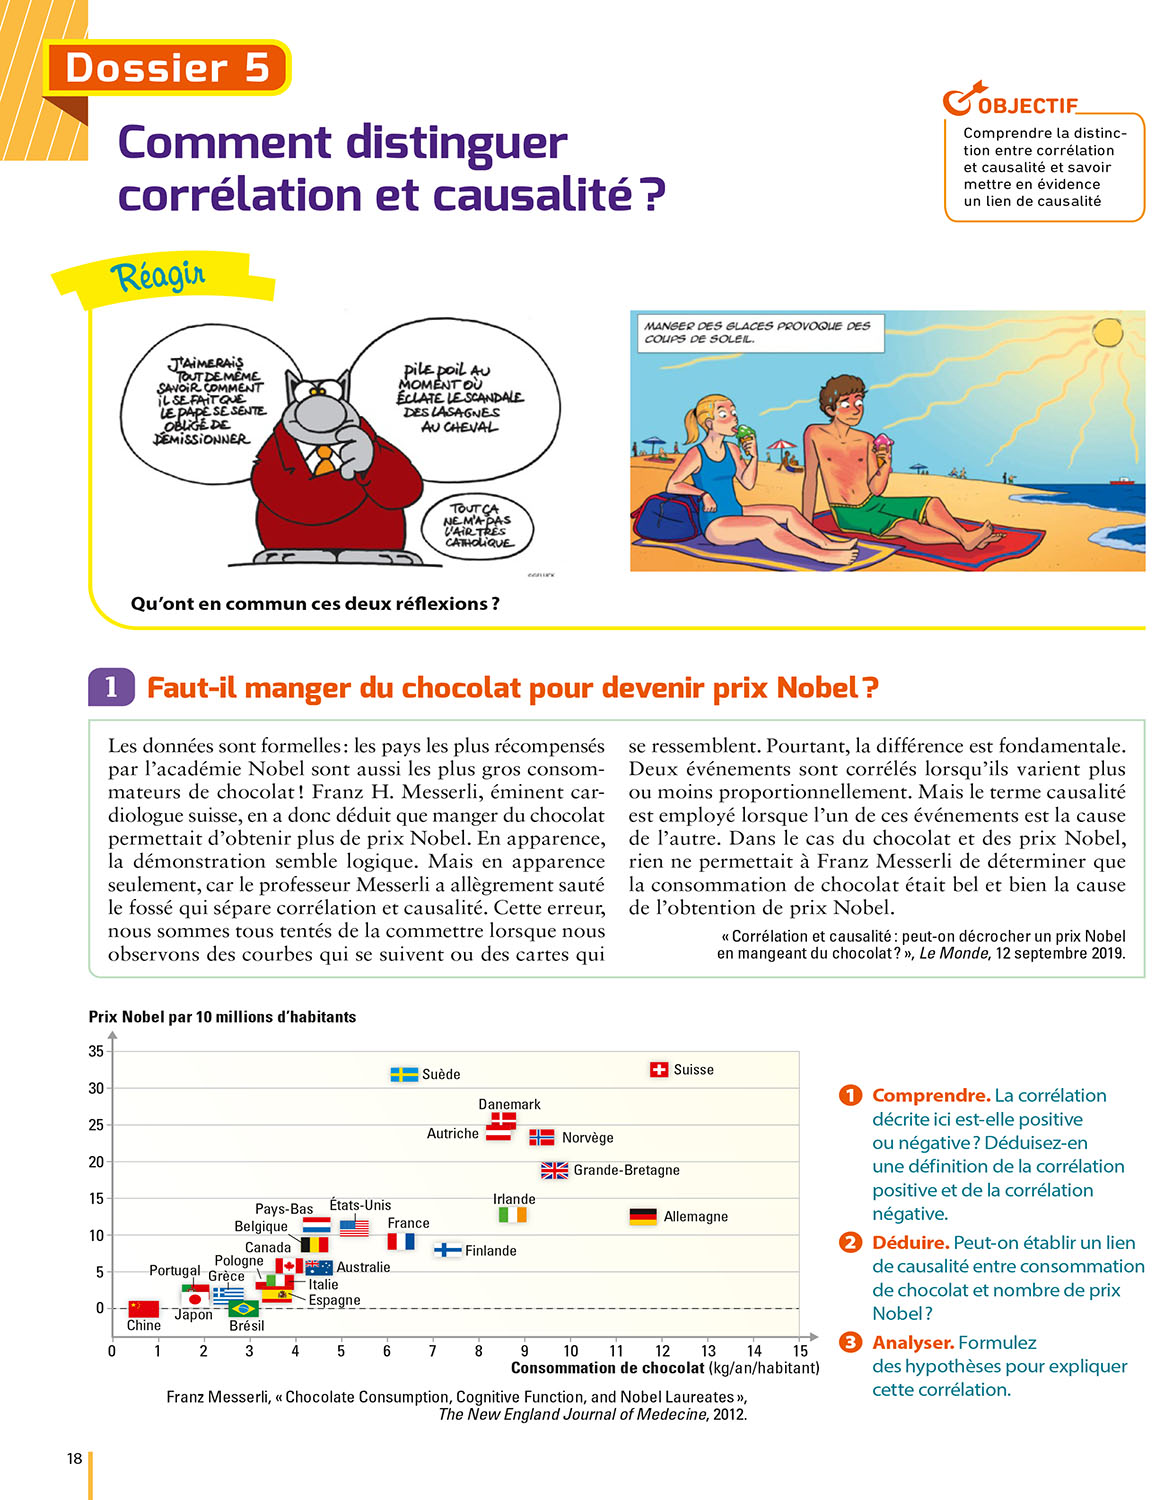 Dossier 5
Comment distinguer
corrélation et causalité ?
OBJECTIF
Comprendre la distinc-
tion entre corrélation
et causalité et savoir
mettre en évidence
un lien de causalité
Réagir
J'AIMERAIS
TOUT DE MÊME
SAVOIR COMMENT
IL SE FAIT QUE
LE PAPE SE SENTE
OBLIGÉ DE
DÉMISSIONNER
PILE POIL AU
MOMENT OÙ
ÉCLATE LE SCANDALE
DES LASAGNES
AU CHEVAL
TOUT ÇA
NE M'A PAS
L'AIR TRÈS
CATHOLIQUE
MANGER DES GLACES PROVOQUE DES
COUPS DE SOLEIL.
Qu'ont en commun ces deux réflexions ?
1 Faut-il manger du chocolat pour devenir prix Nobel ?
Les données sont formelles : les pays les plus récompensés
par l'académie Nobel sont aussi les plus gros consom-
mateurs de chocolat ! Franz H. Messerli, éminent car-
diologue suisse, en a donc déduit que manger du chocolat
permettait d'obtenir plus de prix Nobel. En apparence,
la démonstration semble logique. Mais en apparence
seulement, car le professeur Messerli a allègrement sauté
le fossé qui sépare corrélation et causalité. Cette erreur,
nous sommes tous tentés de la commettre lorsque nous
observons des courbes qui se suivent ou des cartes qui
se ressemblent. Pourtant, la différence est fondamentale.
Deux événements sont corrélés lorsqu'ils varient plus
ou moins proportionnellement. Mais le terme causalité
est employé lorsque l'un de ces événements est la cause
de l'autre. Dans le cas du chocolat et des prix Nobel,
rien ne permettait à Franz Messerli de déterminer que
la consommation de chocolat était bel et bien la cause
de l'obtention de prix Nobel.
« Corrélation et causalité : peut-on décrocher un prix Nobel
en mangeant du chocolat ? », Le Monde, 12 septembre 2019.
Prix Nobel par 10 millions d'habitants
35
30
25
20
15
10
5
0
Suède
Suisse
Danemark
Autriche
Norvège
Grande-Bretagne
Irlande
Allemagne
Pays-Bas
États-Unis
Belgique
France
Canada
Finlande
Pologne
Australie
Portugal
Grèce
Italie
Espagne
Japon
Chine
Brésil
0 1 2 3 4 5 6 7 8 9 10 11 12 13 14 15
Consommation de chocolat (kg/an/habitant)
Franz Messerli, « Chocolate Consumption, Cognitive Function, and Nobel Laureates »,
The New England Journal of Medecine, 2012.
1 Comprendre. La corrélation
décrite ici est-elle positive
ou négative ? Déduisez-en
une définition de la corrélation
positive et de la corrélation
négative.
2 Déduire. Peut-on établir un lien
de causalité entre consommation
de chocolat et nombre de prix
Nobel ?
3 Analyser. Formulez
des hypothèses pour expliquer
cette corrélation.
18